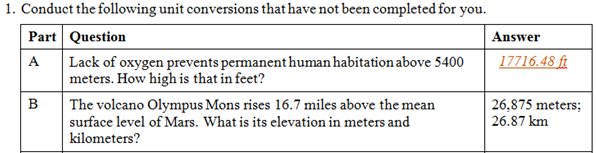 1. Conduct the following unit conversions that have not been completed for you.
Part Question Answer
A Lack of oxygen prevents permanent human habitation above 5400 17716.48 ft
meters. How high is that in feet?
B The volcano Olympus Mons rises 16.7 miles above the mean 26,875 meters;
surface level of Mars. What is its elevation in meters and 26.87 km
kilometers?